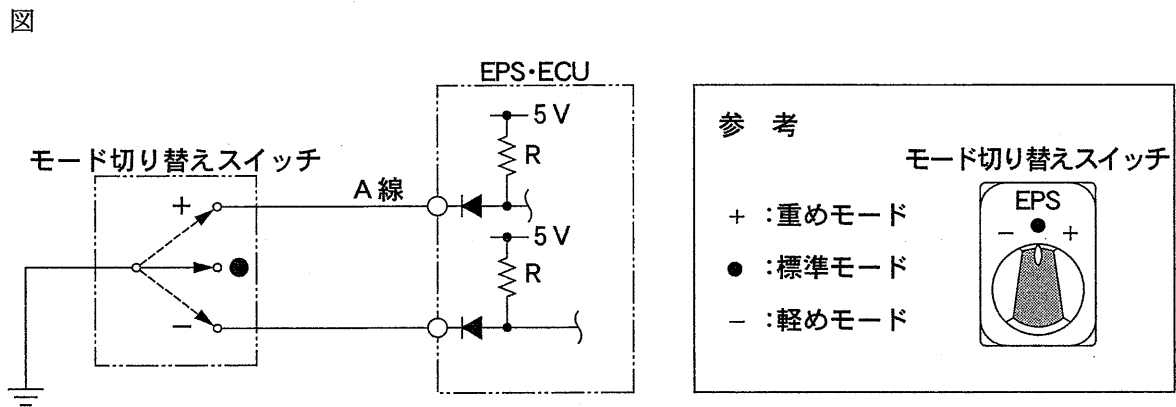 図
EPS・ECU
5V
R
モード切り替えスイッチ
A線
+
5V
R
●
−
参 考
モード切り替えスイッチ
EPS
− ● +
+ :重めモード
● :標準モード
− :軽めモード